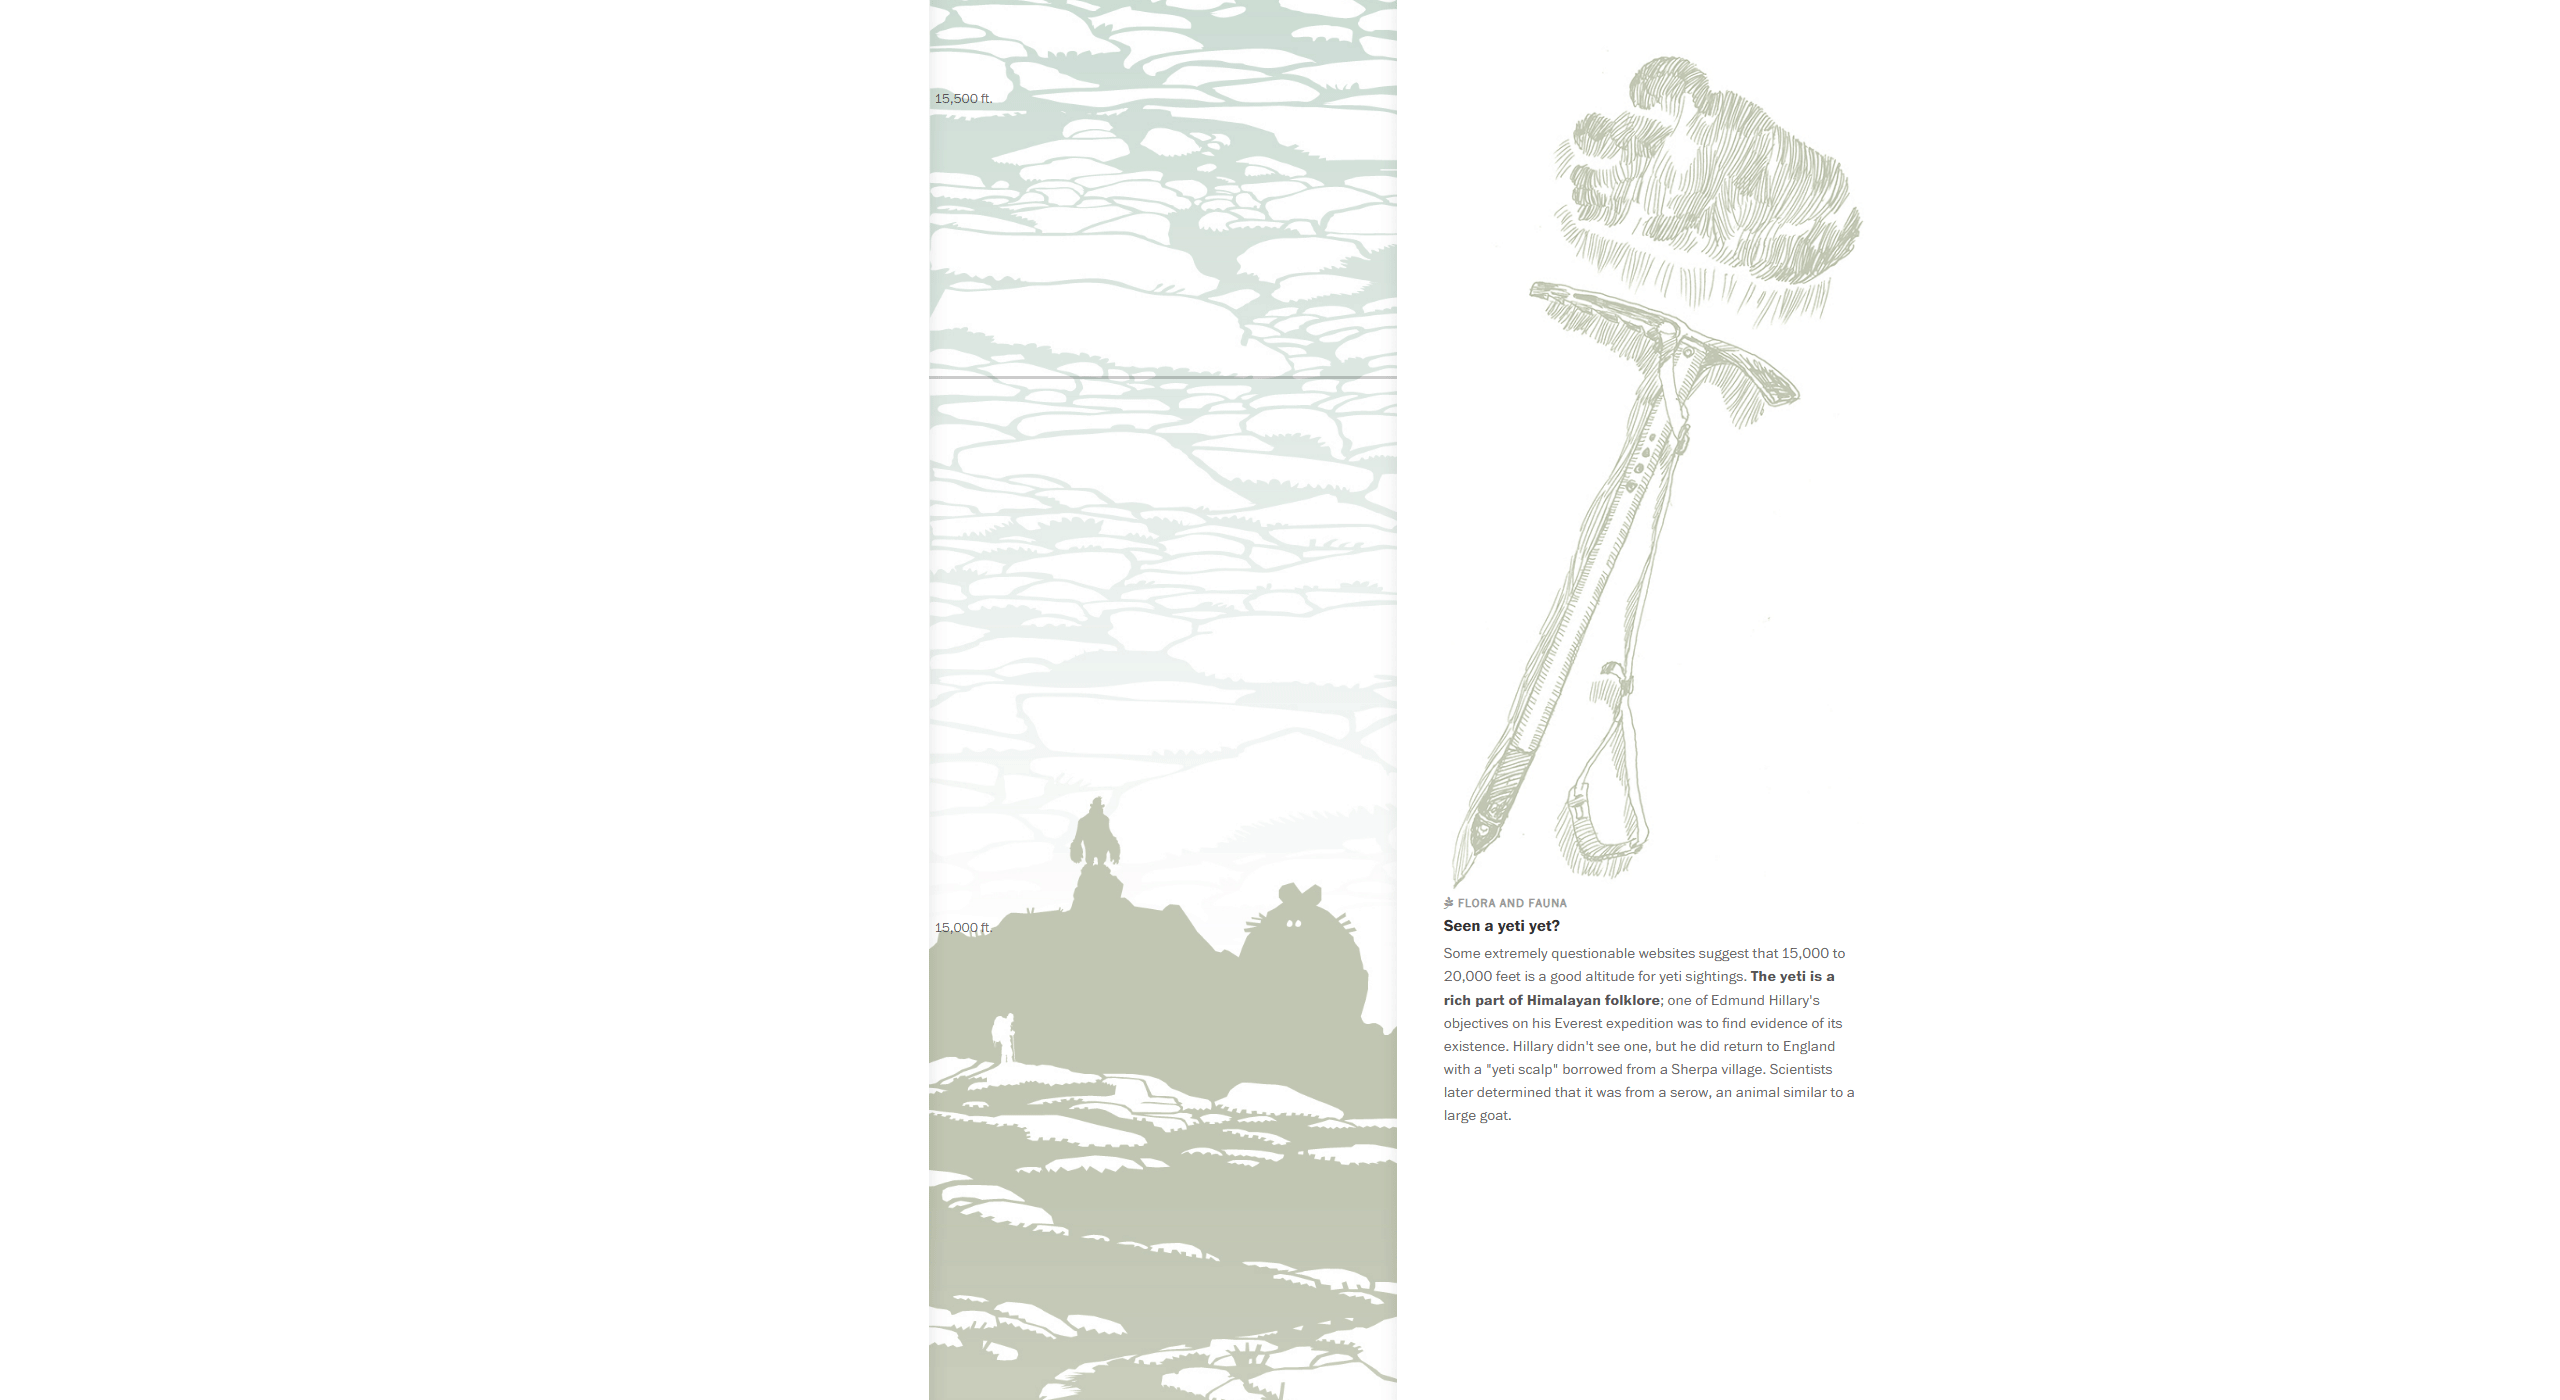 15,500 ft.
15,000 ft.
FLORA AND FAUNA
Seen a yeti yet?
Some extremely questionable websites suggest that 15,000 to
20,000 feet is a good altitude for yeti sightings. The yeti is a
rich part of Himalayan folklore; one of Edmund Hillary's
objectives on his Everest expedition was to find evidence of its
existence. Hillary didn't see one, but he did return to England
with a "yeti scalp" borrowed from a Sherpa village. Scientists
later determined that it was from a serow, an animal similar to a
large goat.